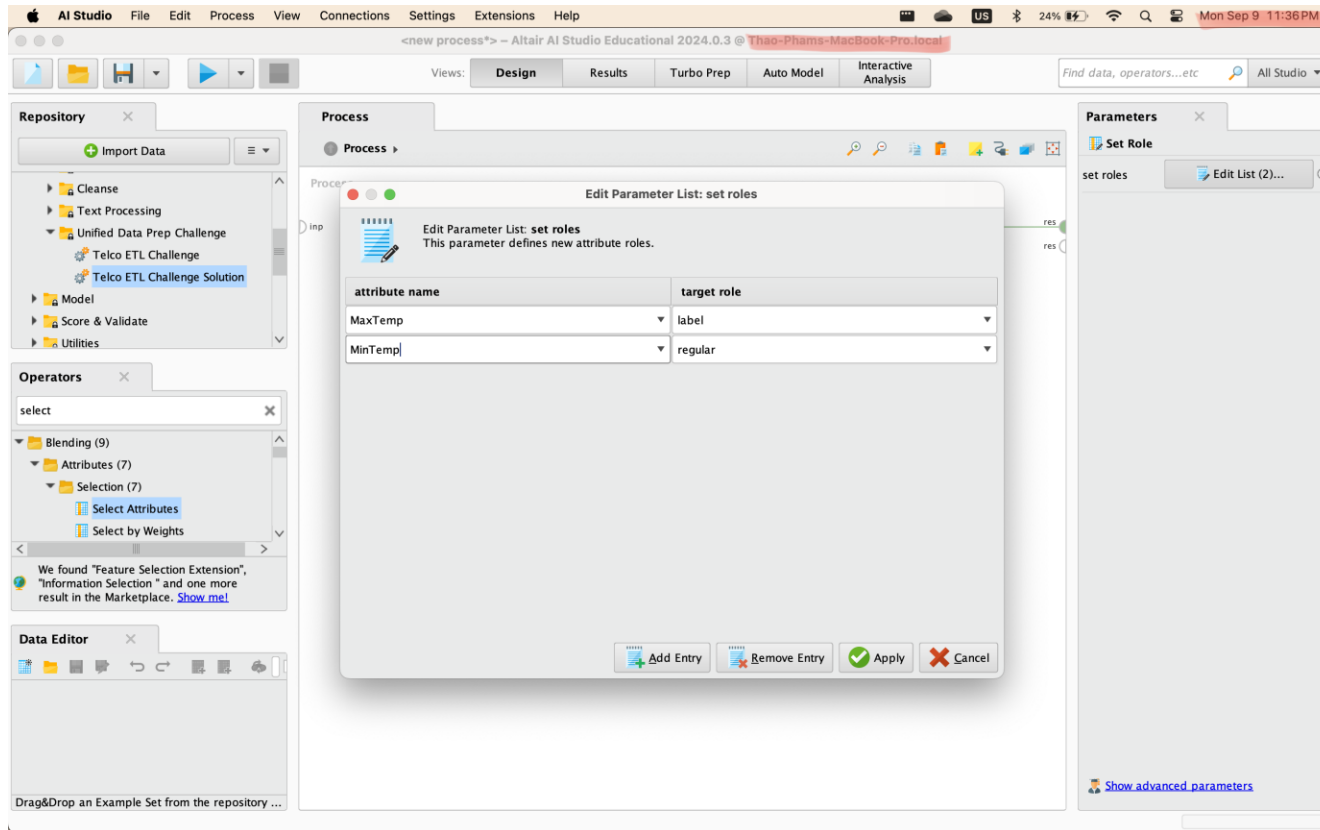 AI Studio File Edit Process View Connections Settings Extensions Help US 24% Mon Sep 9 11:36PM
<new process*> – Altair AI Studio Educational 2024.0.3 @ Thao-Phams-MacBook-Pro.local
Views: Design Results Turbo Prep Auto Model Interactive Analysis Find data, operators...etc All Studio
Repository
Import Data
Cleanse
Text Processing
Unified Data Prep Challenge
Telco ETL Challenge
Telco ETL Challenge Solution
Model
Score & Validate
Utilities
Operators
select
Blending (9)
Attributes (7)
Selection (7)
Select Attributes
Select by Weights
We found "Feature Selection Extension",
"Information Selection " and one more
result in the Marketplace. Show me!
Data Editor
Drag&Drop an Example Set from the repository ...
Process
Process
inp
res
res
Edit Parameter List: set roles
Edit Parameter List: set roles
This parameter defines new attribute roles.
attribute name target role
MaxTemp label
MinTemp regular
Add Entry Remove Entry Apply Cancel
Parameters
Set Role
set roles Edit List (2)...
Show advanced parameters